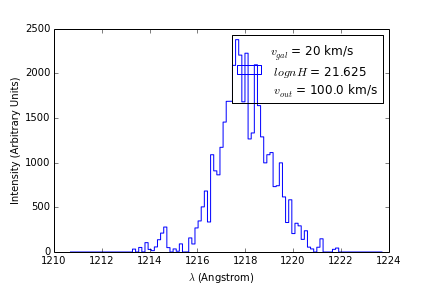 2500
2000
1500
1000
500
0
Intensity (Arbitrary Units)
v_gal = 20 km/s
lognH = 21.625
v_out = 100.0 km/s
1210 1212 1214 1216 1218 1220 1222 1224
λ (Angstrom)